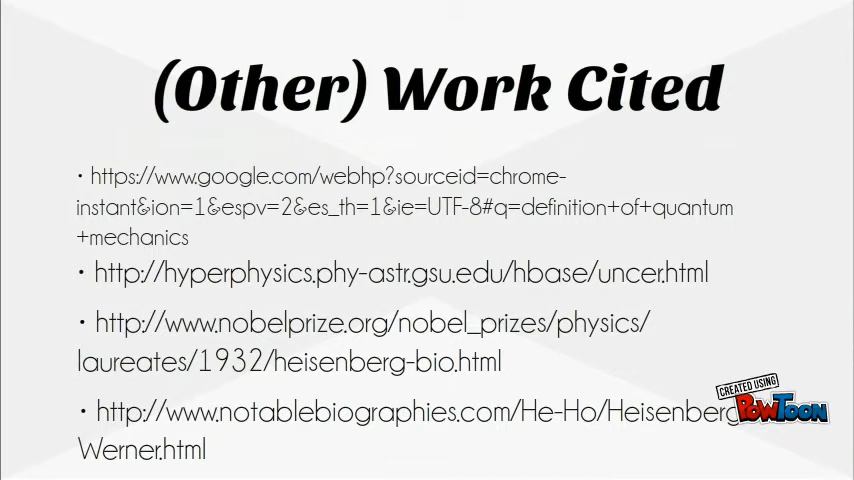 (Other) Work Cited
• https://www.google.com/webhp?sourceid=chrome-
instant&ion=1&espv=2&es_th=1&ie=UTF-8#q=definition+of+quantum
+mechanics
• http://hyperphysics.phy-astr.gsu.edu/hbase/uncer.html
• http://www.nobelprize.org/nobel_prizes/physics/
laureates/1932/heisenberg-bio.html
• http://www.notablebiographies.com/He-Ho/Heisenberg
Werner.html
CREATED USING
POWTOON